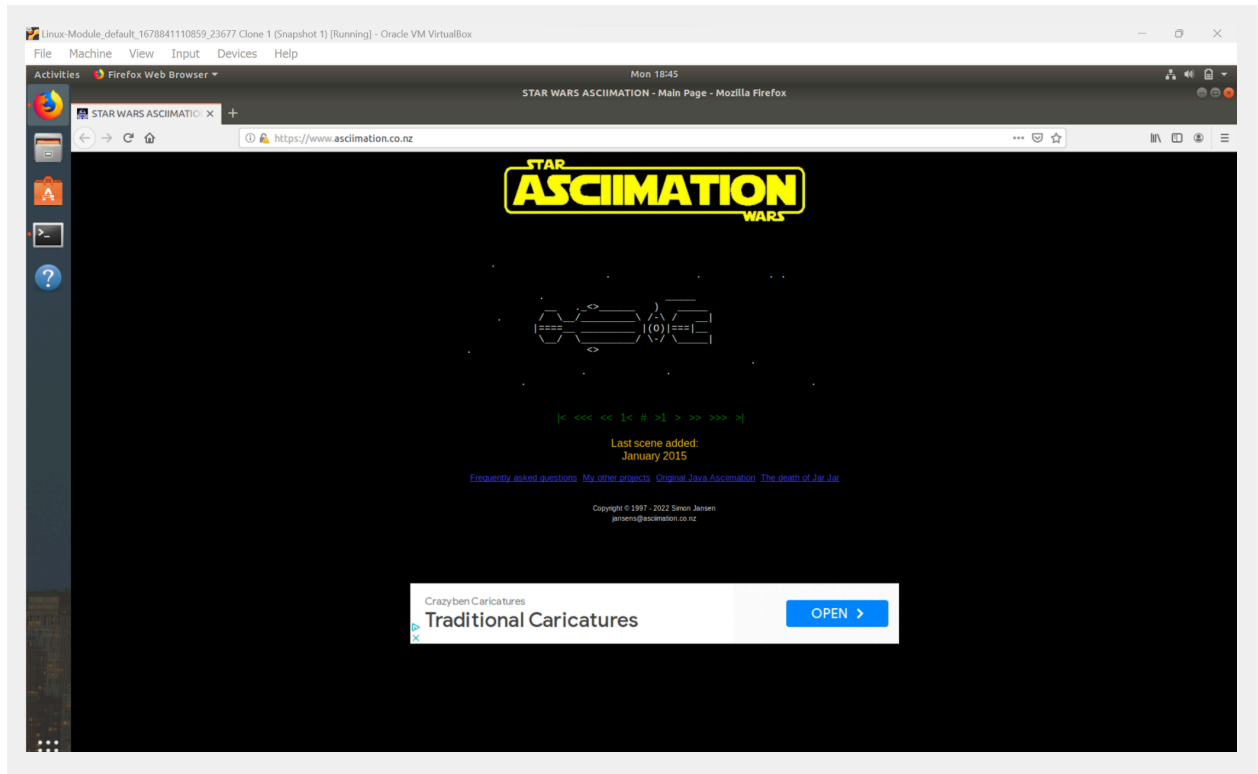 Linux-Module_default_1678841110859_23677 Clone 1 (Snapshot 1) [Running] - Oracle VM VirtualBox
File Machine View Input Devices Help
Activities Firefox Web Browser Mon 18:45
STAR WARS ASCIIMATION - Main Page - Mozilla Firefox
STAR WARS ASCIIMATIO
https://www.asciimation.co.nz
STAR
ASCIIMATION
WARS
|< <<< << 1< # >1 > >> >>> >|
Last scene added:
January 2015
Frequently asked questions My other projects Original Java Asciimation The death of Jar Jar
Copyright © 1997 - 2022 Simon Jansen
jansens@asciimation.co.nz
Crazyben Caricatures
Traditional Caricatures
OPEN >